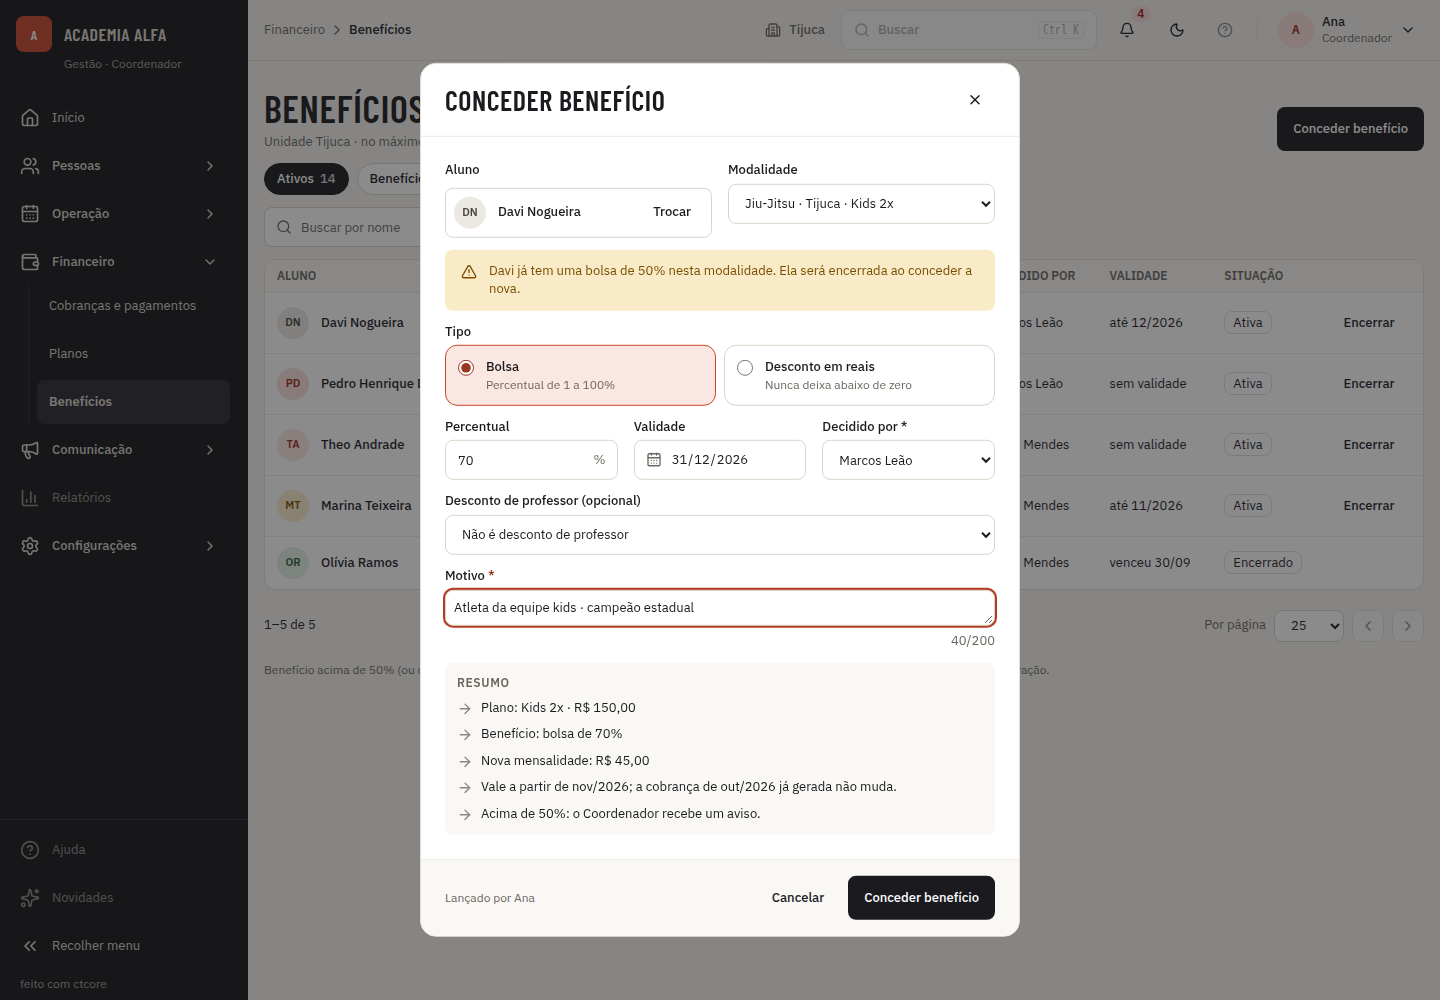 A
ACADEMIA ALFA
Gestão · Coordenador
Início
Pessoas
Operação
Financeiro
Cobranças e pagamentos
Planos
Benefícios
Comunicação
Relatórios
Configurações
Ajuda
Novidades
Recolher menu
feito com ctcore
Financeiro > Benefícios
Tijuca
Buscar
Ctrl K
4
A
Ana
Coordenador
BENEFÍCIOS
Unidade Tijuca · no máximo
Conceder benefício
Ativos 14
Buscar por nome
ALUNO
POR
VALIDADE
SITUAÇÃO
DN Davi Nogueira
Leão
até 12/2026
Ativa
Encerrar
PD Pedro Henrique
Leão
sem validade
Ativa
Encerrar
TA Theo Andrade
Mendes
sem validade
Ativa
Encerrar
MT Marina Teixeira
Mendes
até 11/2026
Ativa
Encerrar
OR Olívia Ramos
Mendes
venceu 30/09
Encerrado
1–5 de 5
Por página
25
Benefício acima de 50% (ou
CONCEDER BENEFÍCIO
Aluno
DN Davi Nogueira
Trocar
Modalidade
Jiu-Jitsu · Tijuca · Kids 2x
Davi já tem uma bolsa de 50% nesta modalidade. Ela será encerrada ao conceder a
nova.
Tipo
Bolsa
Percentual de 1 a 100%
Desconto em reais
Nunca deixa abaixo de zero
Percentual
70 %
Validade
31/12/2026
Decidido por *
Marcos Leão
Desconto de professor (opcional)
Não é desconto de professor
Motivo *
Atleta da equipe kids · campeão estadual
40/200
RESUMO
Plano: Kids 2x · R$ 150,00
Benefício: bolsa de 70%
Nova mensalidade: R$ 45,00
Vale a partir de nov/2026; a cobrança de out/2026 já gerada não muda.
Acima de 50%: o Coordenador recebe um aviso.
Lançado por Ana
Cancelar
Conceder benefício